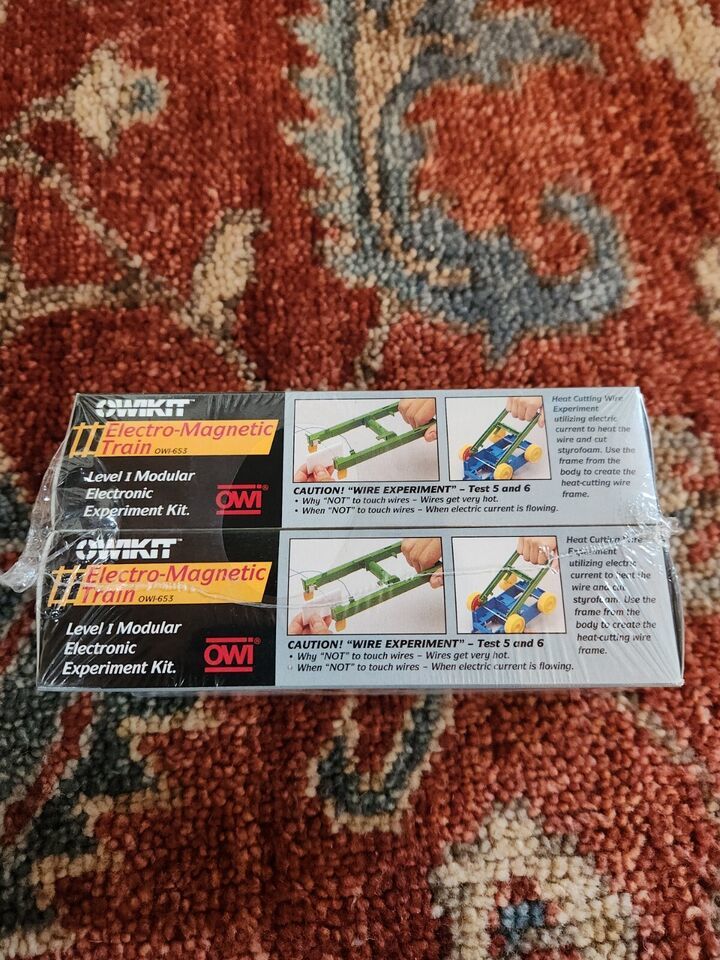 OWIKIT™
Electro-Magnetic
Train OWI-653
Level I Modular
Electronic
Experiment Kit.
OWI®
CAUTION! "WIRE EXPERIMENT" – Test 5 and 6
• Why "NOT" to touch wires – Wires get very hot.
• When "NOT" to touch wires – When electric current is flowing.
Heat Cutting Wire
Experiment
utilizing electric
current to heat the
wire and cut
styrofoam. Use the
frame from the
body to create the
heat-cutting wire
frame.
OWIKIT™
Electro-Magnetic
Train OWI-653
Level I Modular
Electronic
Experiment Kit.
OWI®
CAUTION! "WIRE EXPERIMENT" – Test 5 and 6
• Why "NOT" to touch wires – Wires get very hot.
• When "NOT" to touch wires – When electric current is flowing.
Heat Cutting Wire
Experiment
utilizing electric
current to heat the
wire and cut
styrofoam. Use the
frame from the
body to create the
heat-cutting wire
frame.